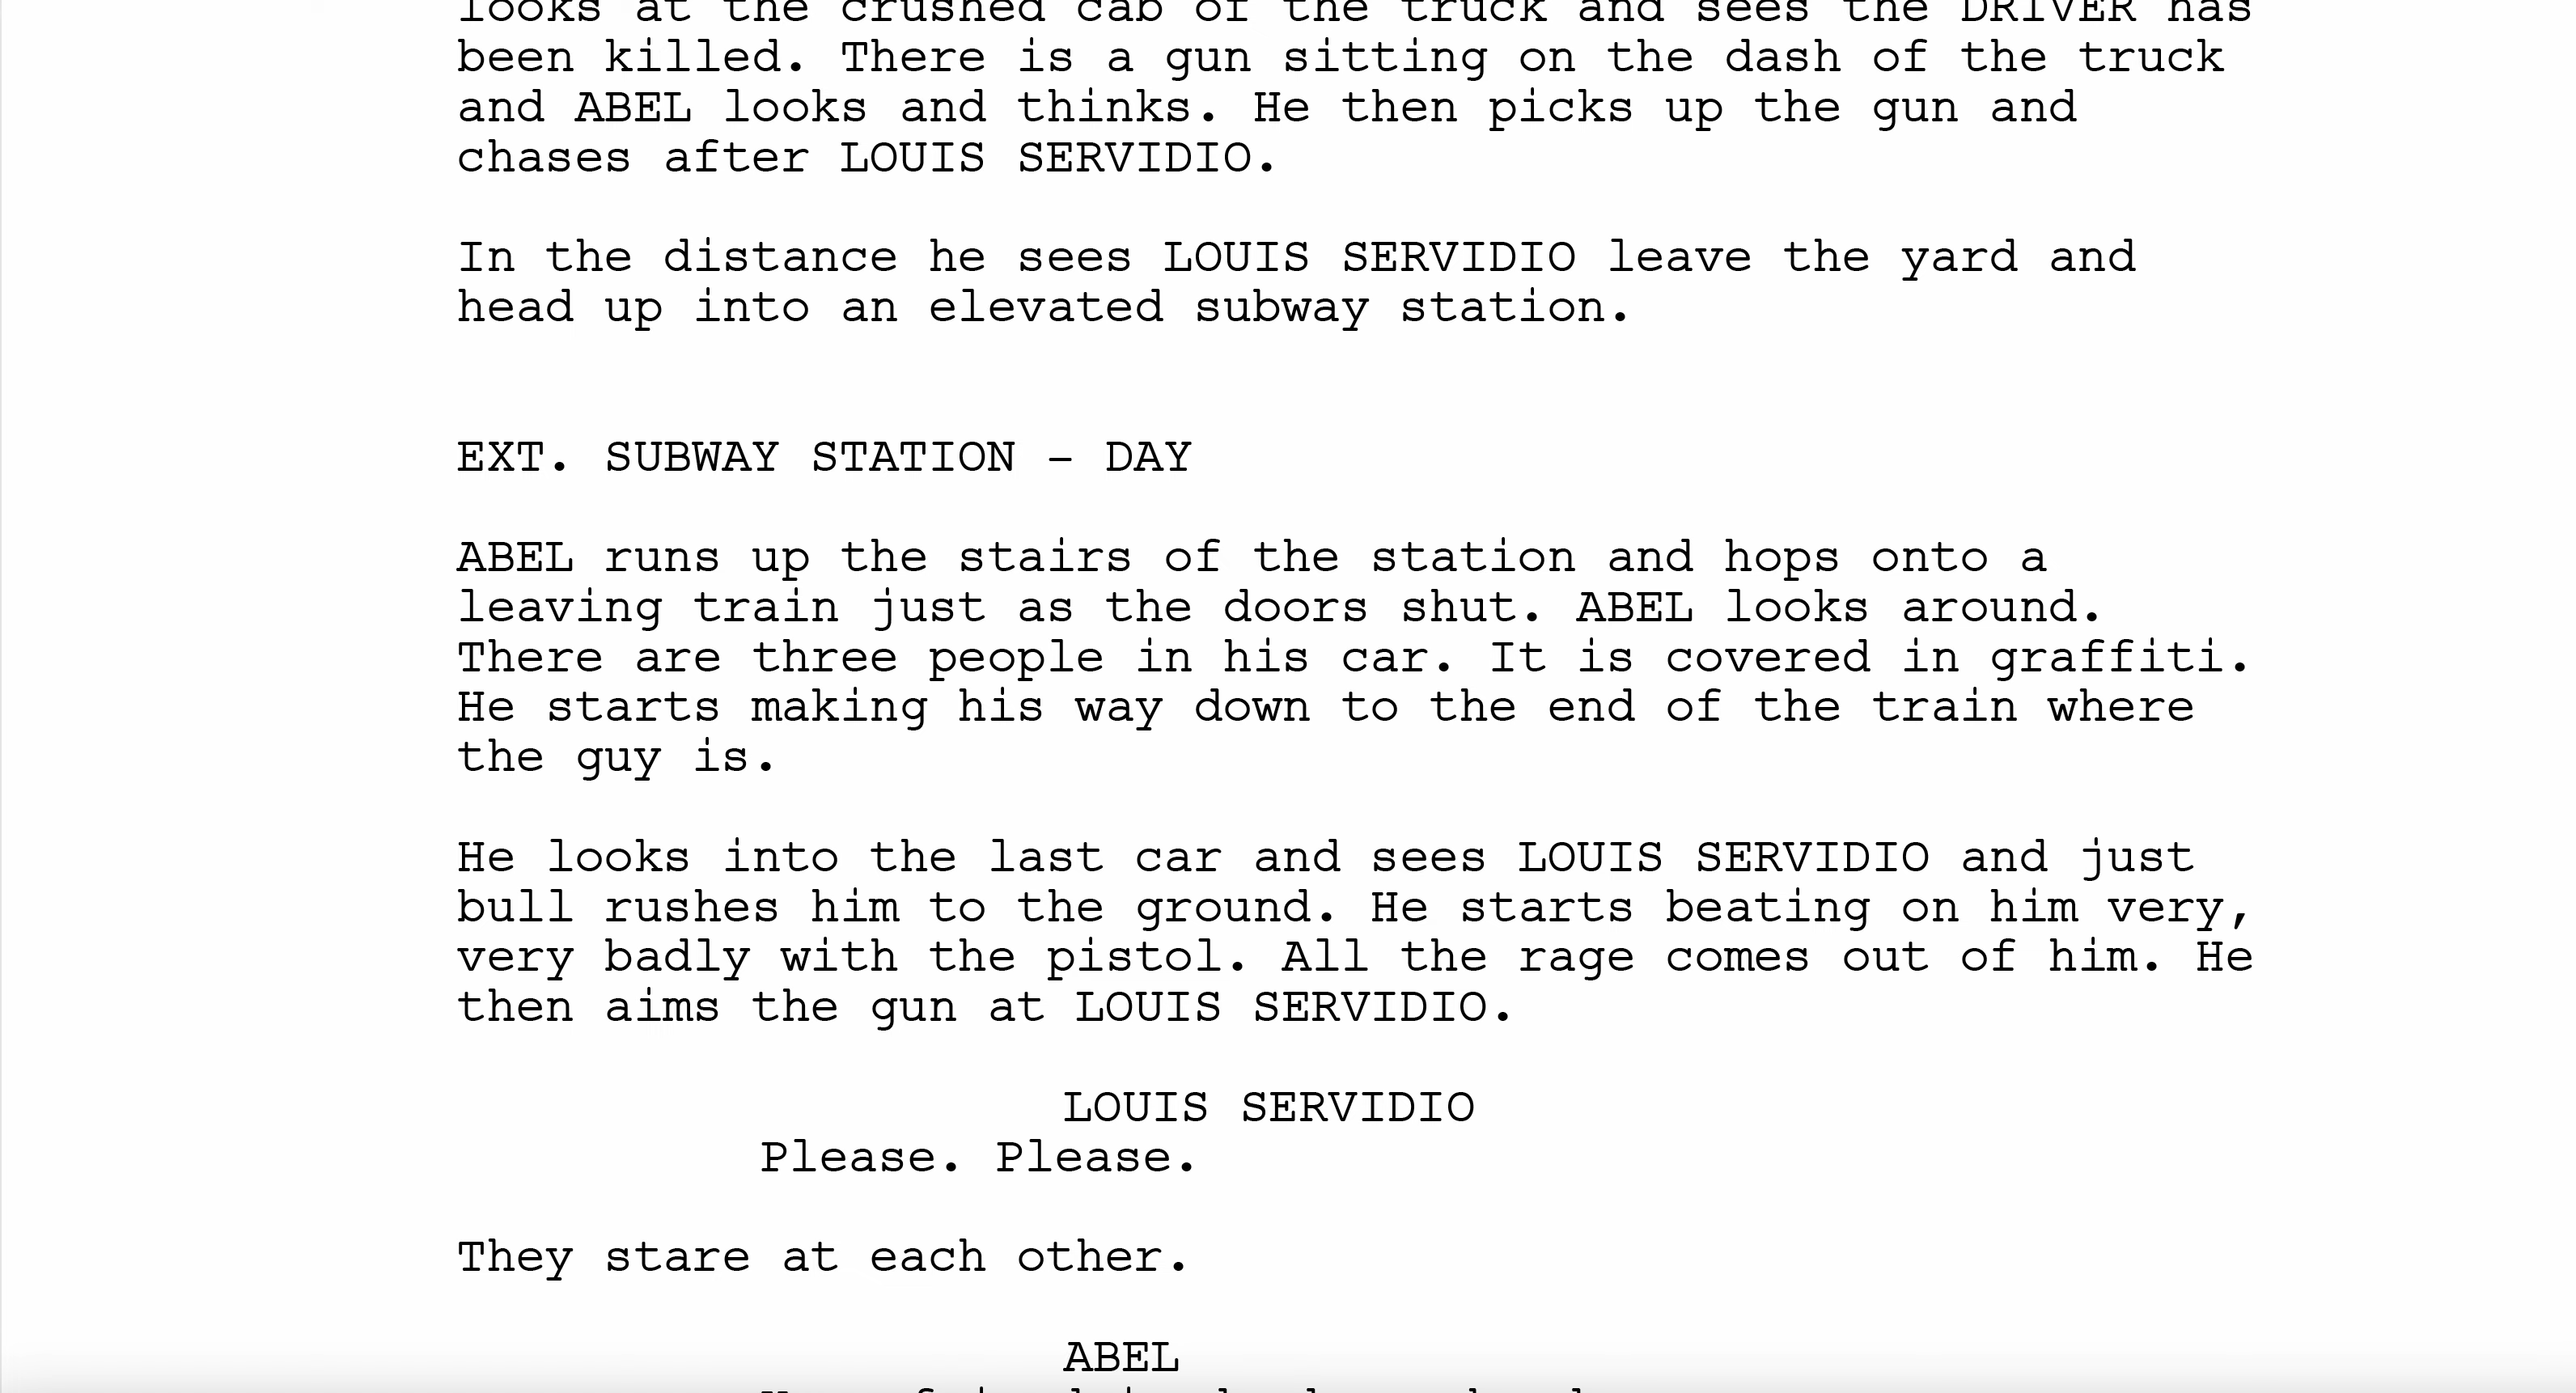 looks at the crushed cab of the truck and sees the DRIVER has
been killed. There is a gun sitting on the dash of the truck
and ABEL looks and thinks. He then picks up the gun and
chases after LOUIS SERVIDIO.
In the distance he sees LOUIS SERVIDIO leave the yard and
head up into an elevated subway station.
EXT. SUBWAY STATION - DAY
ABEL runs up the stairs of the station and hops onto a
leaving train just as the doors shut. ABEL looks around.
There are three people in his car. It is covered in graffiti.
He starts making his way down to the end of the train where
the guy is.
He looks into the last car and sees LOUIS SERVIDIO and just
bull rushes him to the ground. He starts beating on him very,
very badly with the pistol. All the rage comes out of him. He
then aims the gun at LOUIS SERVIDIO.
LOUIS SERVIDIO
Please. Please.
They stare at each other.
ABEL